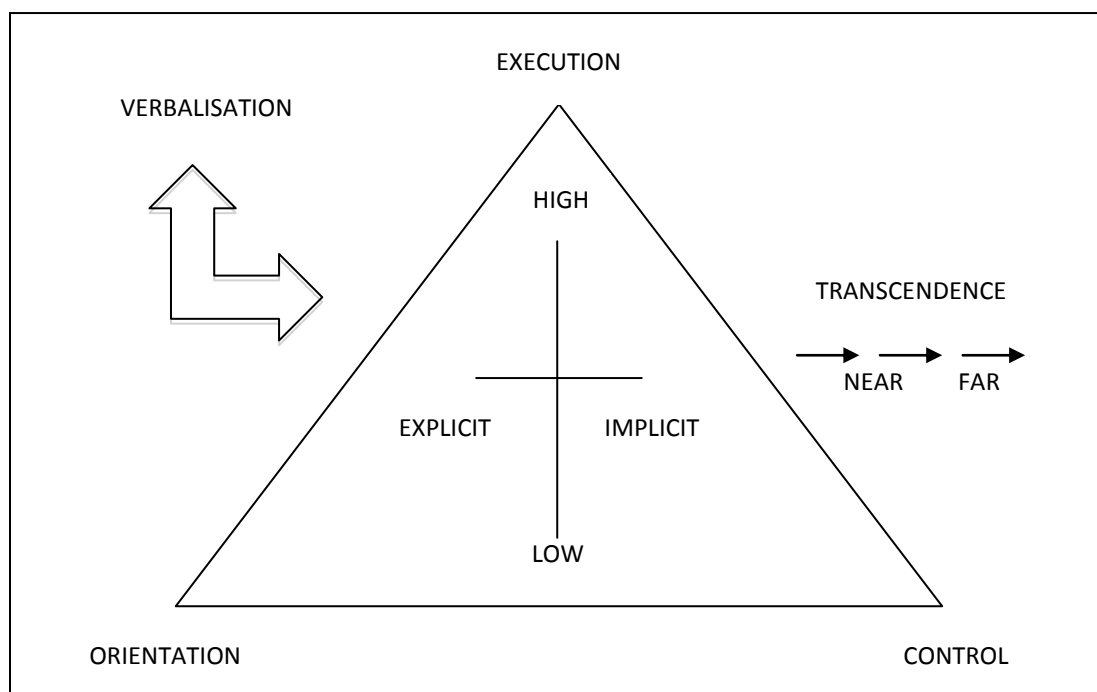 EXECUTION
VERBALISATION
HIGH
TRANSCENDENCE
NEAR FAR
EXPLICIT IMPLICIT
LOW
ORIENTATION CONTROL